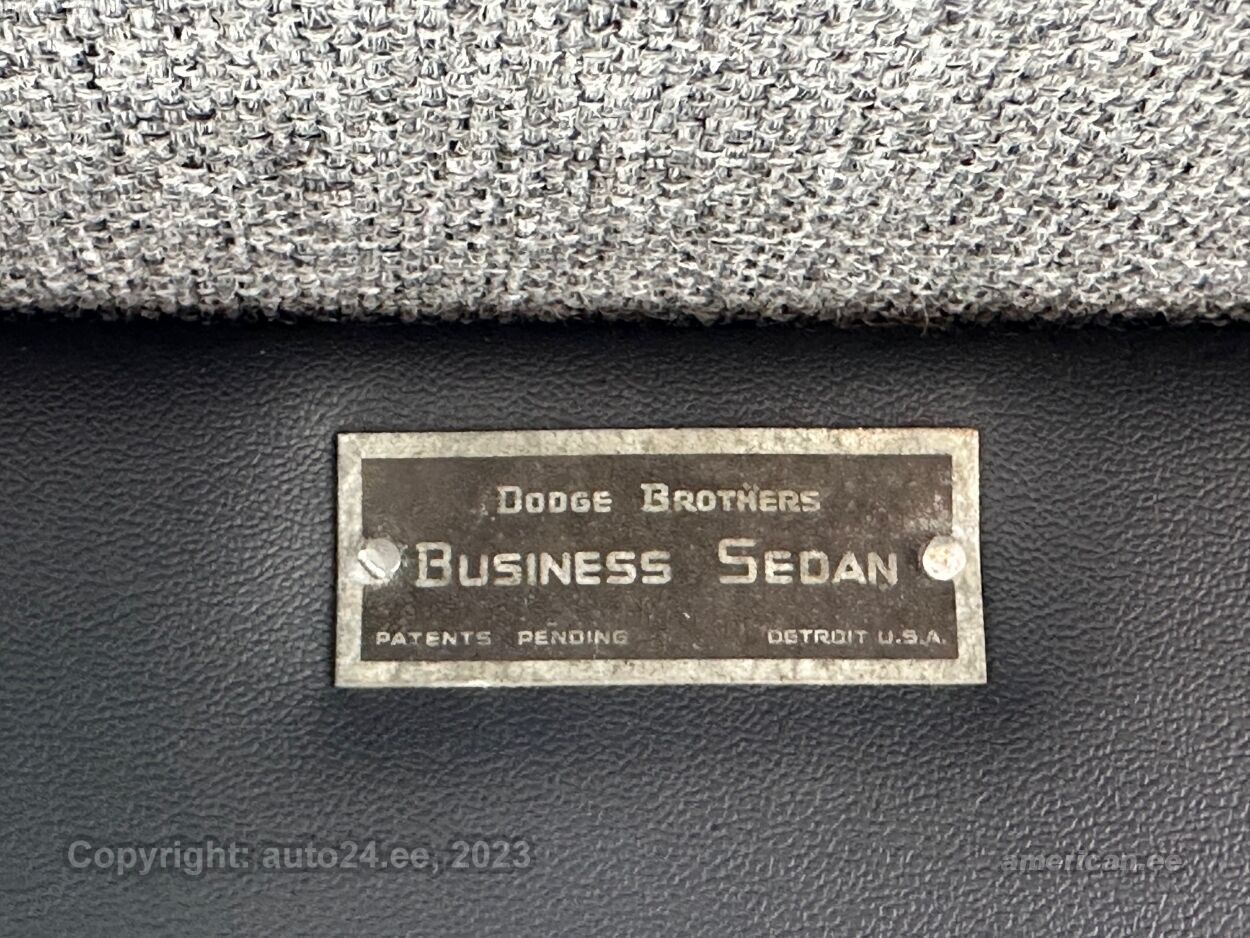 DODGE BROTHERS
BUSINESS SEDAN
PATENTS PENDING DETROIT U.S.A.
Copyright: auto24.ee, 2023
american.ee